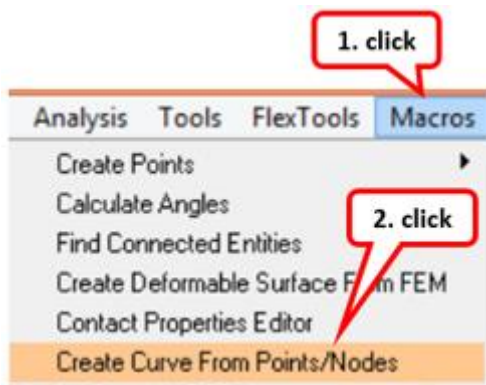 1. click
Analysis Tools FlexTools Macros
Create Points
Calculate Angles
2. click
Find Connected Entities
Create Deformable Surface From FEM
Contact Properties Editor
Create Curve From Points/Nodes